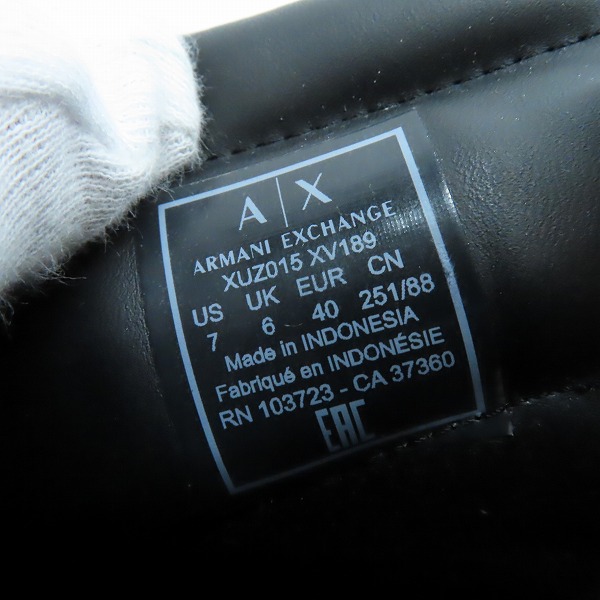 A|X
ARMANI EXCHANGE
XUZ015 XV189
US UK EUR CN
7 6 40 251/88
Made in INDONESIA
Fabriqué en INDONÉSIE
RN 103723 - CA 37360
EAC